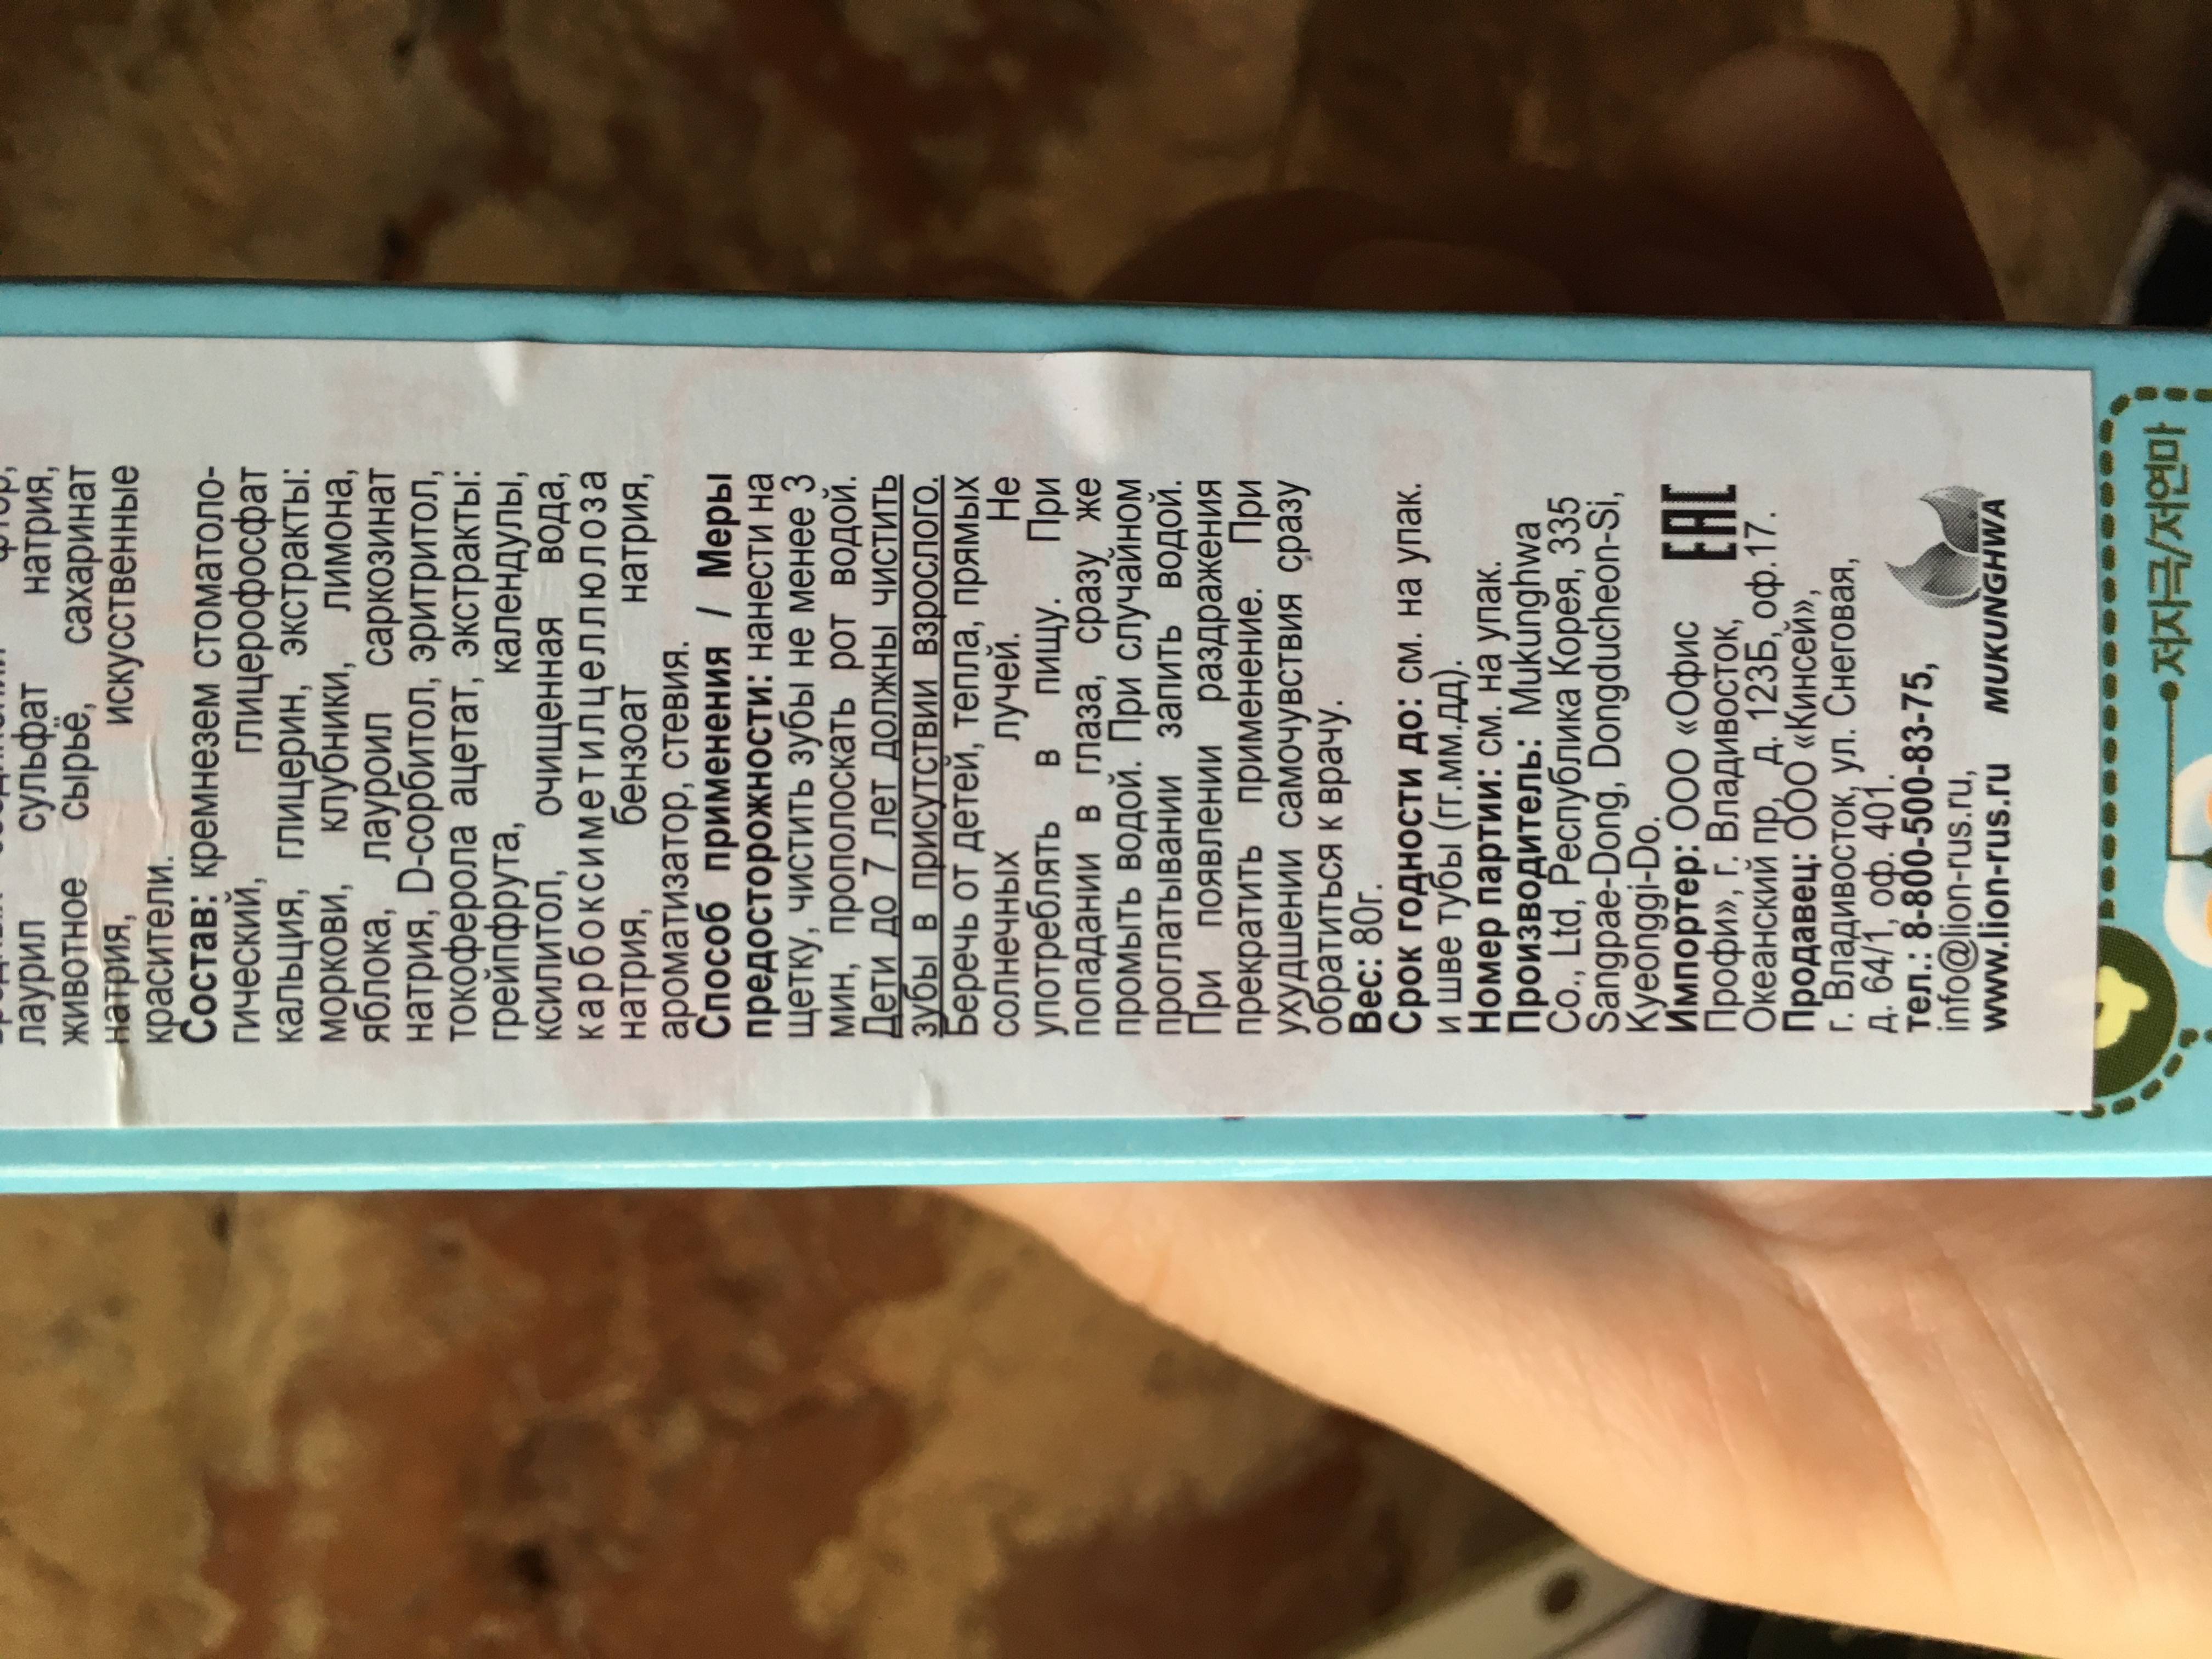 лаурил сульфат натрия,
животное сырьё, сахаринат
натрия, искусственные
красители.
Состав: кремнезем стоматоло-
гический, глицерофосфат
кальция, глицерин, экстракты:
моркови, клубники, лимона,
яблока, лауроил саркозинат
натрия, D-сорбитол, эритритол,
токоферола ацетат, экстракты:
грейпфрута, календулы,
ксилитол, очищенная вода,
карбоксиметилцеллюлоза
натрия, бензоат натрия,
ароматизатор, стевия.
Способ применения / Меры
предосторожности: нанести на
щетку, чистить зубы не менее 3
мин, прополоскать рот водой.
Дети до 7 лет должны чистить
зубы в присутствии взрослого.
Беречь от детей, тепла, прямых
солнечных лучей. Не
употреблять в пищу. При
попадании в глаза, сразу же
промыть водой. При случайном
проглатывании запить водой.
При появлении раздражения
прекратить применение. При
ухудшении самочувствия сразу
обратиться к врачу.
Вес: 80г.
Срок годности до: см. на упак.
и шве тубы (гг.мм.дд).
Номер партии: см. на упак.
Производитель: Mukunghwa
Co., Ltd, Республика Корея, 335
Sangpae-Dong, Dongducheon-Si,
Kyeonggi-Do.
Импортер: ООО «Офис
Профи», г. Владивосток,
Океанский пр, д. 123Б, оф.17.
EAC
Продавец: ООО «Кинсей»,
г. Владивосток, ул. Снеговая,
д. 64/1, оф. 401.
тел.: 8-800-500-83-75,
info@lion-rus.ru,
www.lion-rus.ru
MUKUNGHWA
저자극/저연마